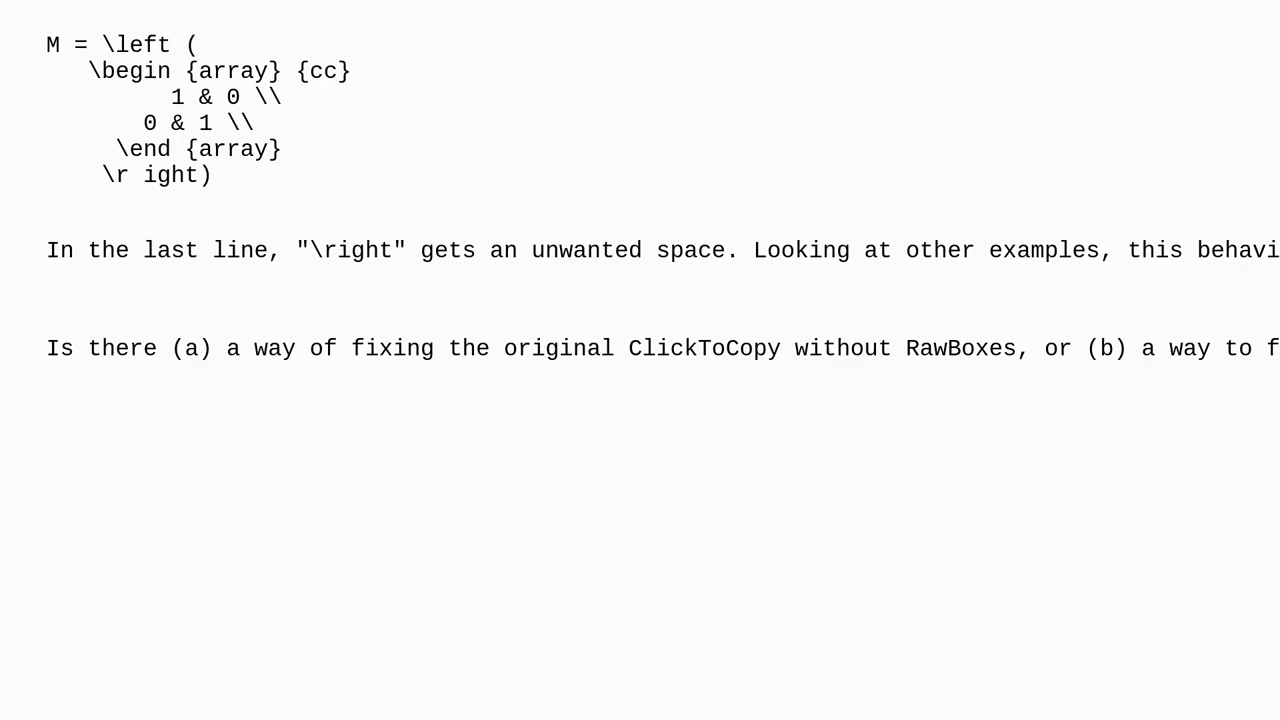 M = \left (
   \begin {array} {cc}
         1 & 0 \\
       0 & 1 \\
     \end {array}
    \r ight)
In the last line, "\right" gets an unwanted space. Looking at other examples, this behavi
Is there (a) a way of fixing the original ClickToCopy without RawBoxes, or (b) a way to f